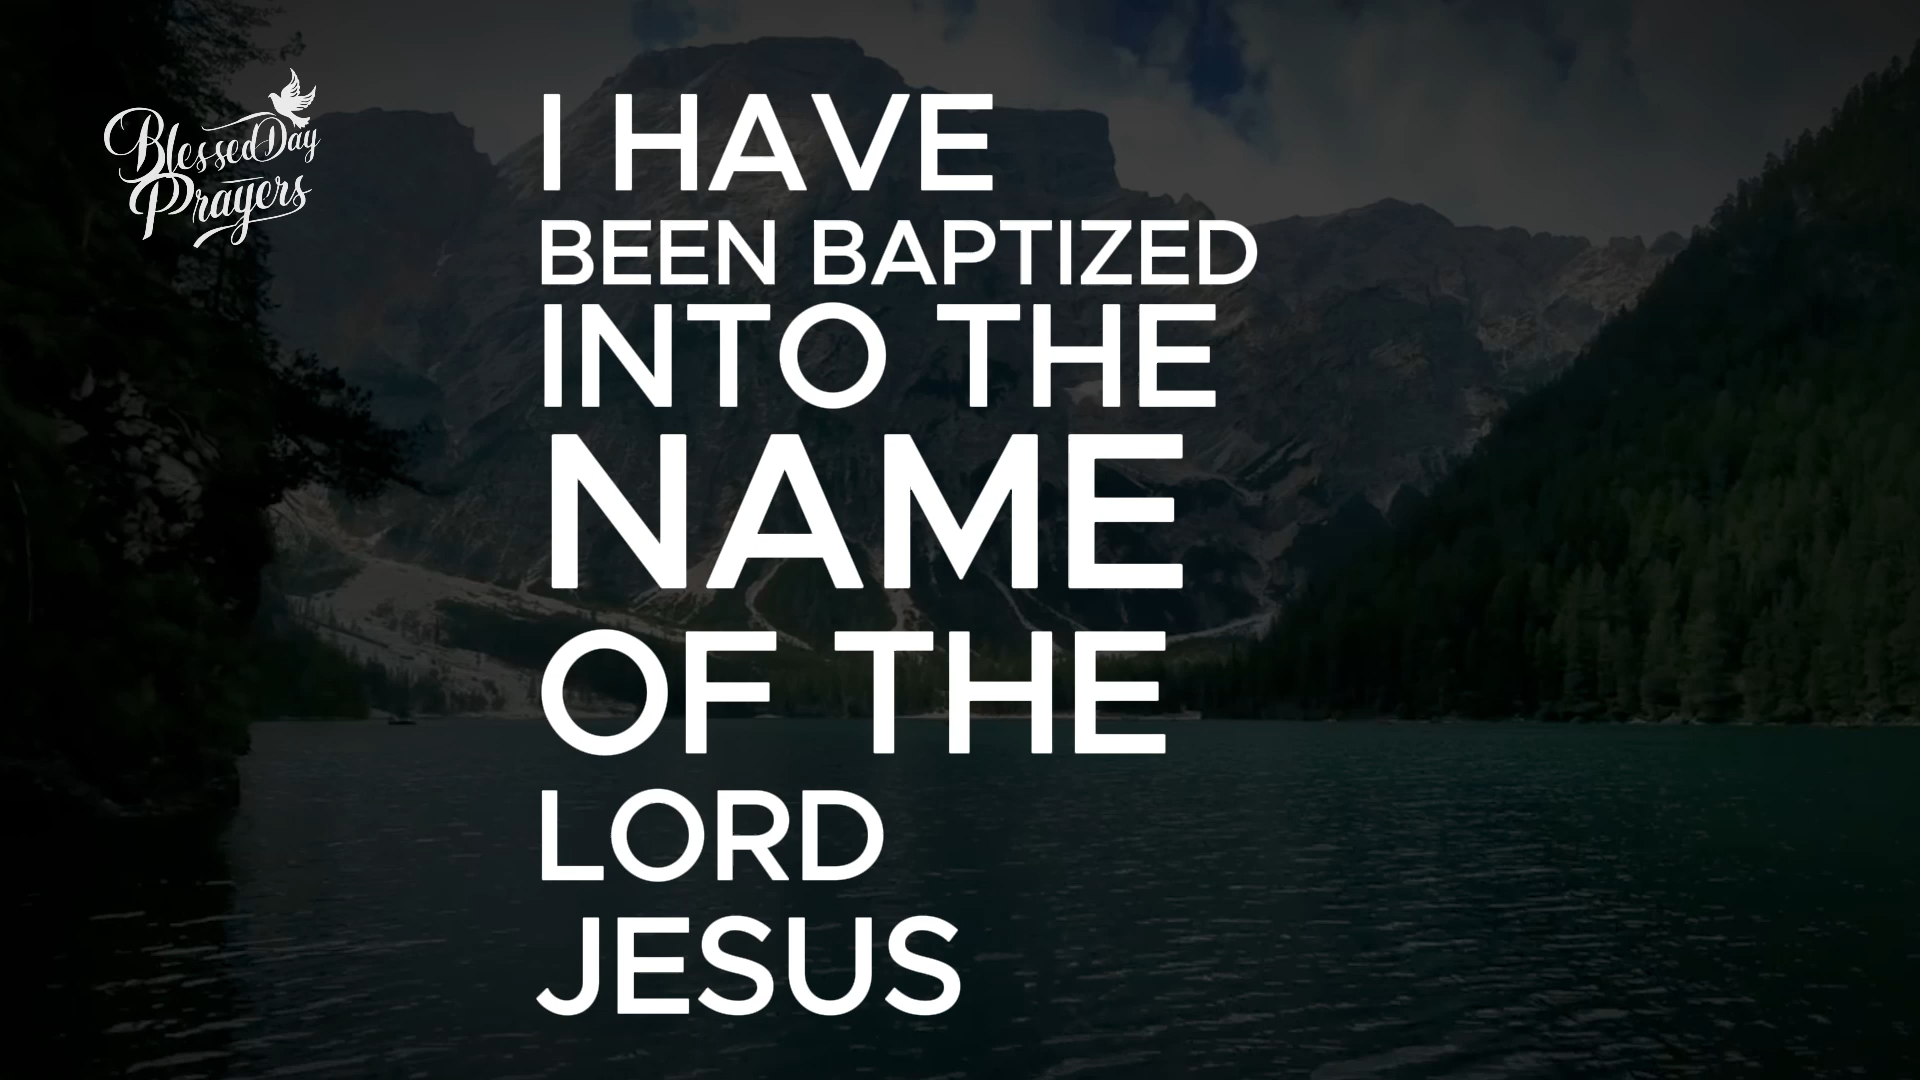 Blessed Day
Prayers
I HAVE
BEEN BAPTIZED
INTO THE
NAME
OF THE
LORD
JESUS